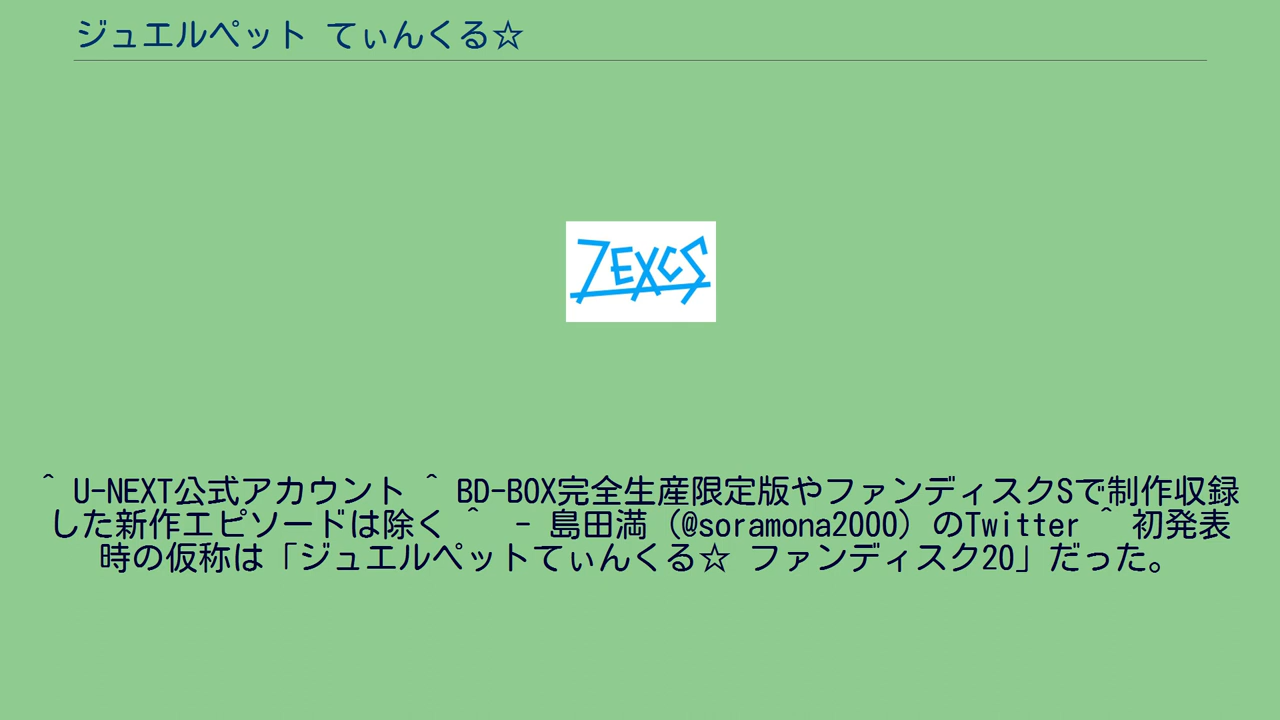 ジュエルペット てぃんくる☆
ZEXCS
^ U-NEXT公式アカウント ^ BD-BOX完全生産限定版やファンディスクSで制作収録
した新作エピソードは除く ^ - 島田満（@soramona2000）のTwitter ^ 初発表
時の仮称は「ジュエルペットてぃんくる☆ ファンディスク20」だった。